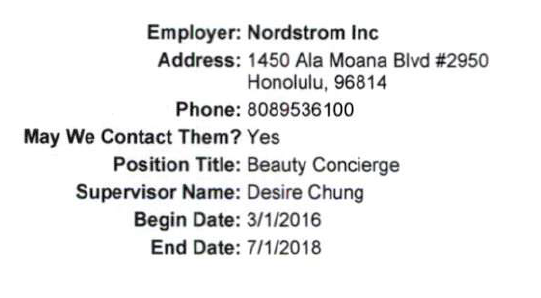 Employer: Nordstrom Inc
Address: 1450 Ala Moana Blvd #2950
Honolulu, 96814
Phone: 8089536100
May We Contact Them? Yes
Position Title: Beauty Concierge
Supervisor Name: Desire Chung
Begin Date: 3/1/2016
End Date: 7/1/2018